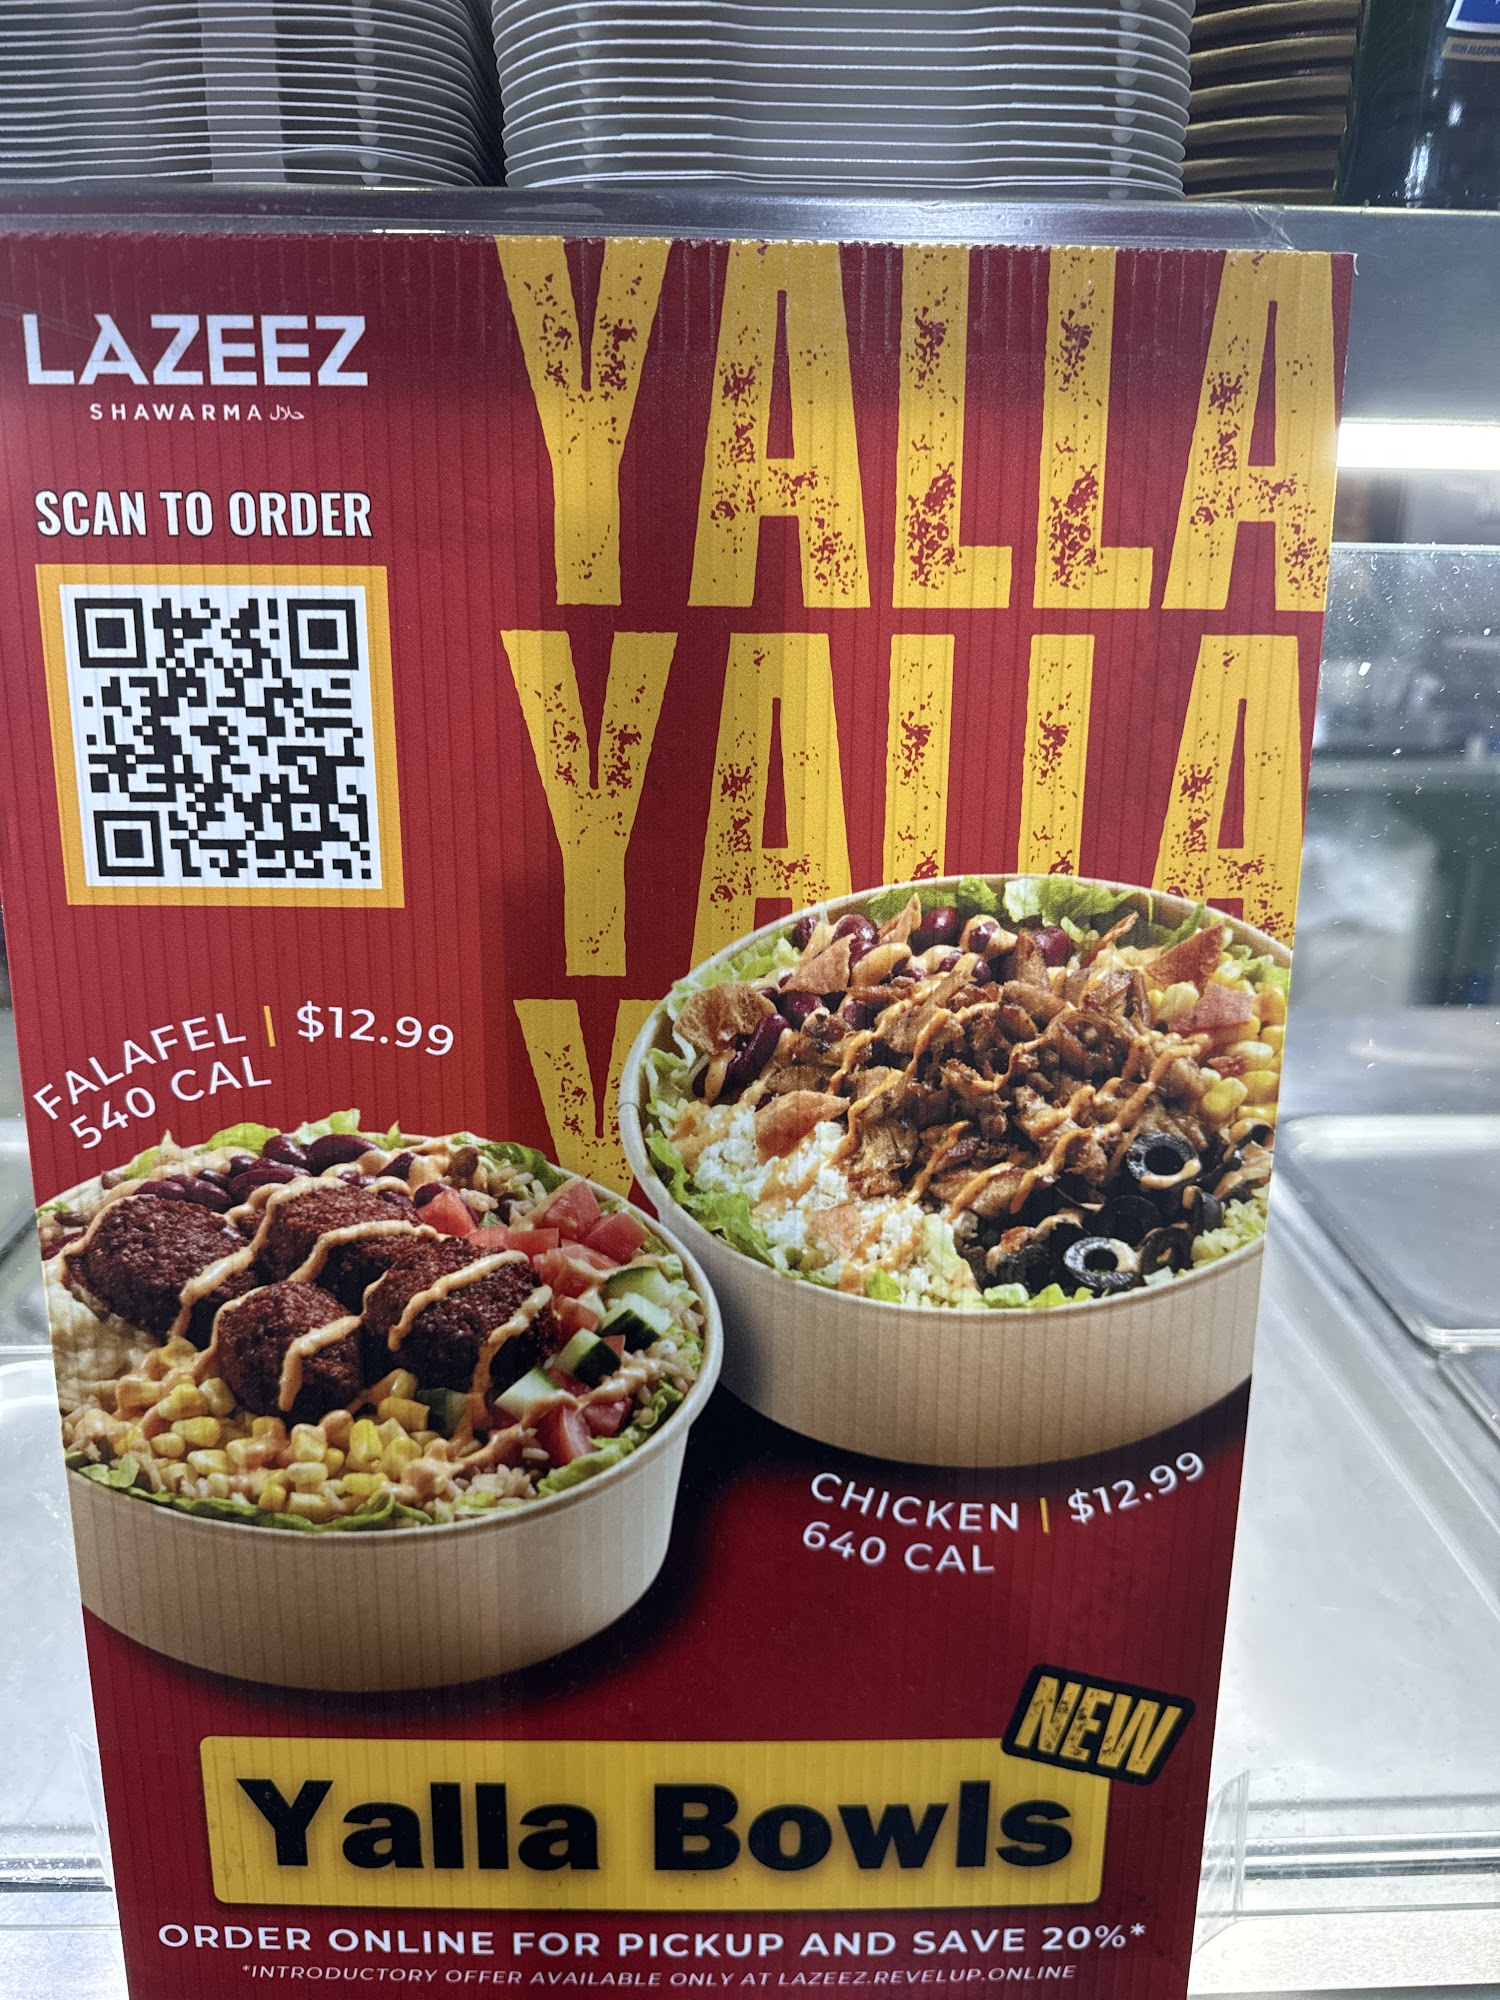 LAZEEZ
SHAWARMA حلال
SCAN TO ORDER
YALLA
YALLA
Y
FALAFEL | $12.99
540 CAL
CHICKEN | $12.99
640 CAL
NEW
Yalla Bowls
ORDER ONLINE FOR PICKUP AND SAVE 20%*
*INTRODUCTORY OFFER AVAILABLE ONLY AT LAZEEZ.REVELUP.ONLINE